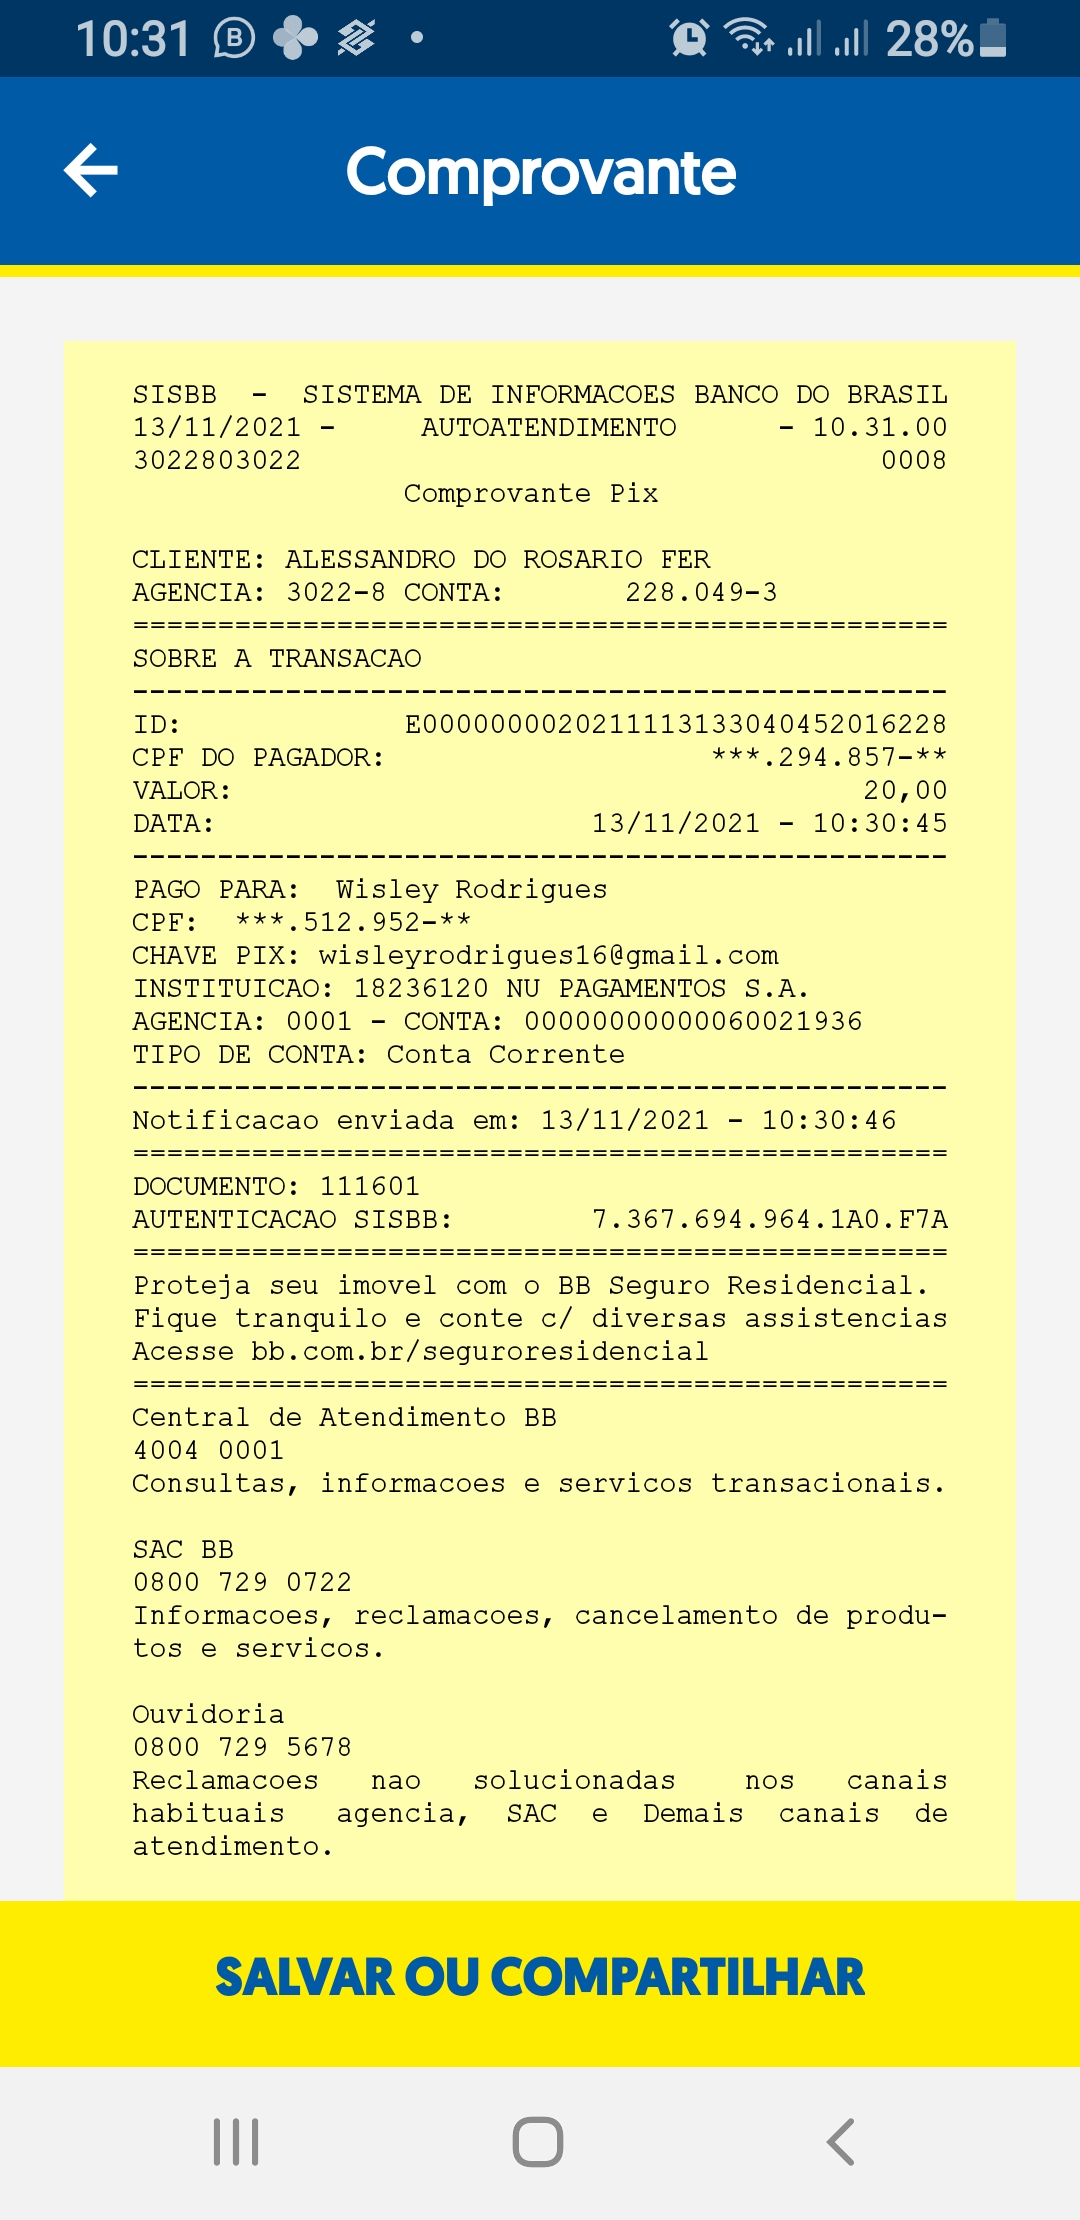 10:31 28%
Comprovante
SISBB - SISTEMA DE INFORMACOES BANCO DO BRASIL
13/11/2021 - AUTOATENDIMENTO - 10.31.00
3022803022 0008
Comprovante Pix
CLIENTE: ALESSANDRO DO ROSARIO FER
AGENCIA: 3022-8 CONTA: 228.049-3
================================================
SOBRE A TRANSACAO
------------------------------------------------
ID: E00000000202111131330404520​16228
CPF DO PAGADOR: ***.294.857-**
VALOR: 20,00
DATA: 13/11/2021 - 10:30:45
------------------------------------------------
PAGO PARA: Wisley Rodrigues
CPF: ***.512.952-**
CHAVE PIX: wisleyrodrigues16@gmail.com
INSTITUICAO: 18236120 NU PAGAMENTOS S.A.
AGENCIA: 0001 - CONTA: 00000000000060021936
TIPO DE CONTA: Conta Corrente
------------------------------------------------
Notificacao enviada em: 13/11/2021 - 10:30:46
================================================
DOCUMENTO: 111601
AUTENTICACAO SISBB: 7.367.694.964.1A0.F7A
================================================
Proteja seu imovel com o BB Seguro Residencial.
Fique tranquilo e conte c/ diversas assistencias
Acesse bb.com.br/seguroresidencial
================================================
Central de Atendimento BB
4004 0001
Consultas, informacoes e servicos transacionais.
SAC BB
0800 729 0722
Informacoes, reclamacoes, cancelamento de produ-
tos e servicos.
Ouvidoria
0800 729 5678
Reclamacoes nao solucionadas nos canais
habituais agencia, SAC e Demais canais de
atendimento.
SALVAR OU COMPARTILHAR